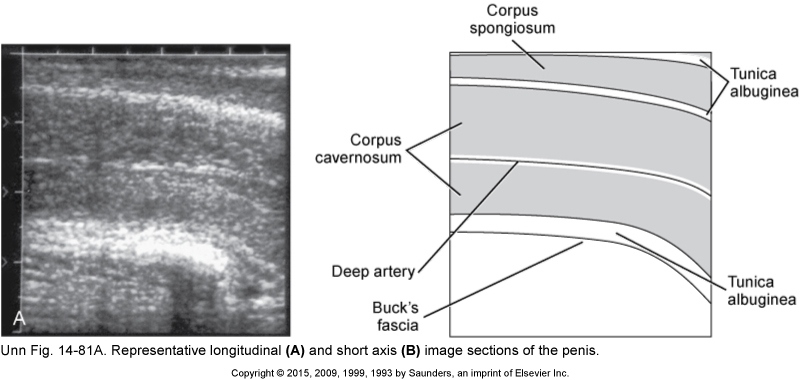 Corpus
spongiosum
Tunica
albuginea
Corpus
cavernosum
Deep artery
Tunica
albuginea
Buck's
fascia
A
Unn Fig. 14-81A. Representative longitudinal (A) and short axis (B) image sections of the penis.
Copyright © 2015, 2009, 1999, 1993 by Saunders, an imprint of Elsevier Inc.